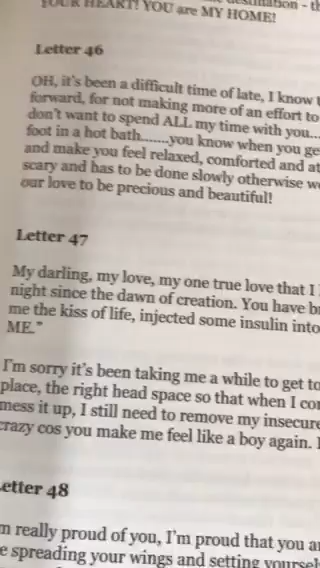 YOUR HEART! YOU are MY HOME!
Letter 46
OH, it's been a difficult time of late, I know
forward, for not making more of an effort to
don't want to spend ALL my time with you...
foot in a hot bath.......you know when you ge
and make you feel relaxed, comforted and at
scary and has to be done slowly otherwise w
our love to be precious and beautiful!
Letter 47
My darling, my love, my one true love that I
night since the dawn of creation. You have b
me the kiss of life, injected some insulin into
ME."
I'm sorry it's been taking me a while to get to
place, the right head space so that when I co
mess it up, I still need to remove my insecure
crazy cos you make me feel like a boy again. I
etter 48
m really proud of you, I'm proud that you a
e spreading your wings and setting yoursel